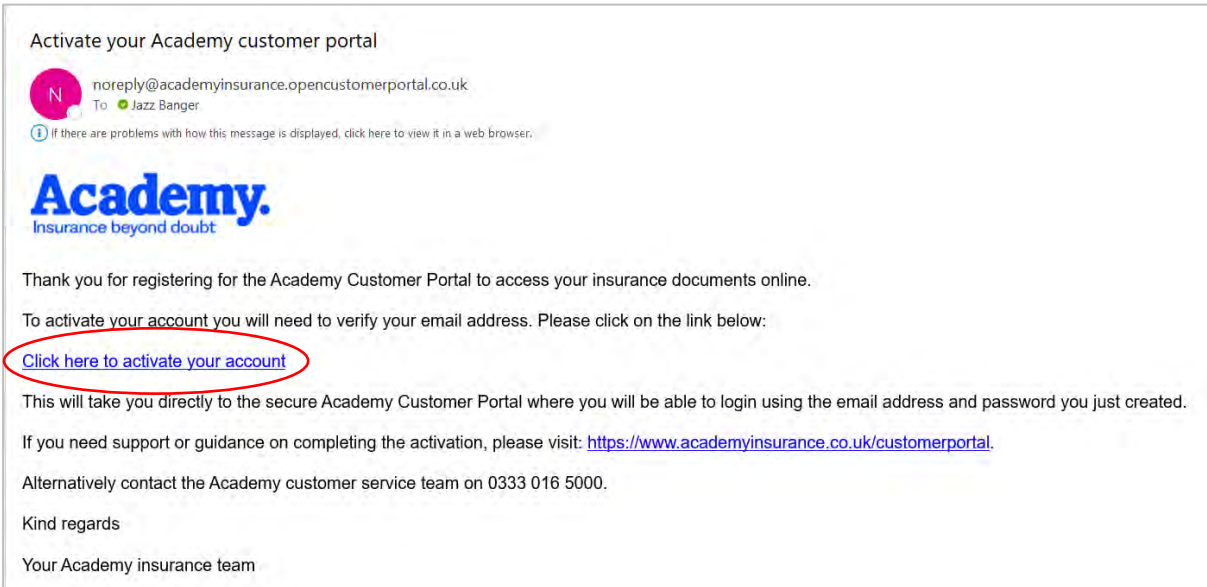 Activate your Academy customer portal
N
noreply@academyinsurance.opencustomerportal.co.uk
To Jazz Banger
If there are problems with how this message is displayed, click here to view it in a web browser.
Academy.
Insurance beyond doubt
Thank you for registering for the Academy Customer Portal to access your insurance documents online.
To activate your account you will need to verify your email address. Please click on the link below:
Click here to activate your account
This will take you directly to the secure Academy Customer Portal where you will be able to login using the email address and password you just created.
If you need support or guidance on completing the activation, please visit: https://www.academyinsurance.co.uk/customerportal.
Alternatively contact the Academy customer service team on 0333 016 5000.
Kind regards
Your Academy insurance team